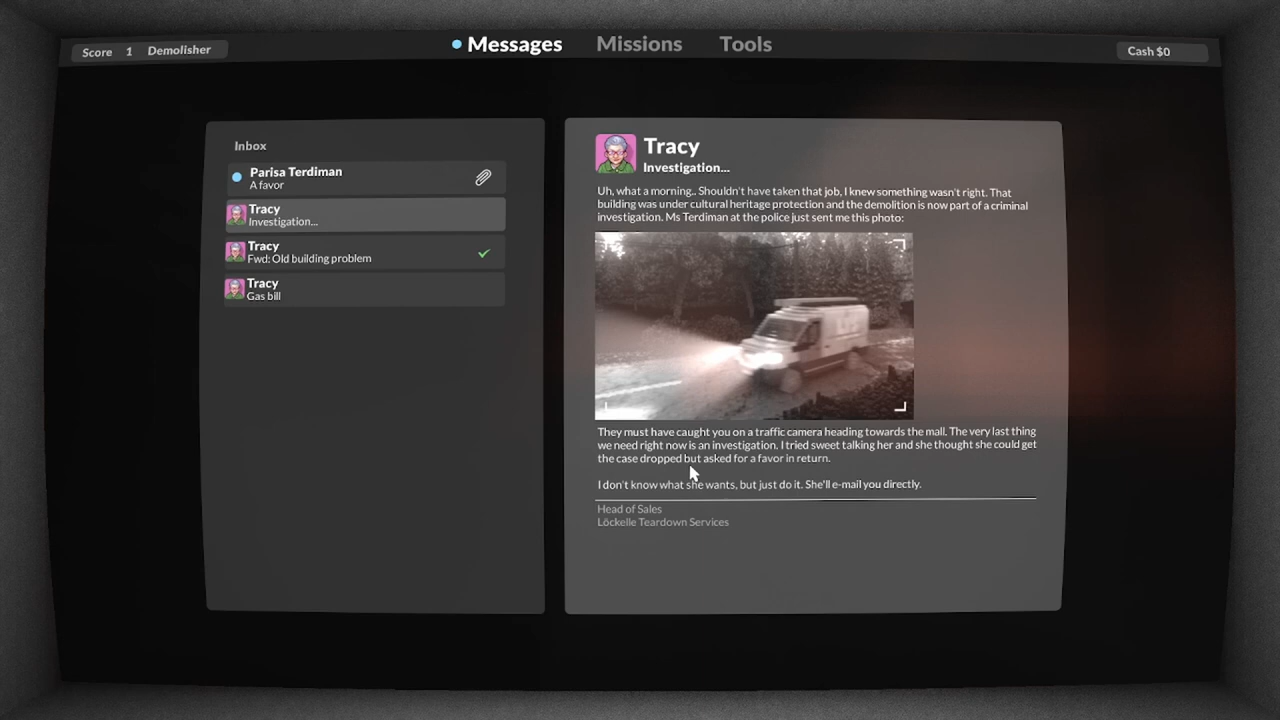 Score 1 Demolisher
Messages Missions Tools
Cash $0
Inbox
Parisa Terdiman
A favor
Tracy
Investigation...
Tracy
Fwd: Old building problem
Tracy
Gas bill
Tracy
Investigation...
Uh, what a morning.. Shouldn't have taken that job, I knew something wasn't right. That
building was under cultural heritage protection and the demolition is now part of a criminal
investigation. Ms Terdiman at the police just sent me this photo:
They must have caught you on a traffic camera heading towards the mall. The very last thing
we need right now is an investigation. I tried sweet talking her and she thought she could get
the case dropped but asked for a favor in return.
I don't know what she wants, but just do it. She'll e-mail you directly.
Head of Sales
Löckelle Teardown Services